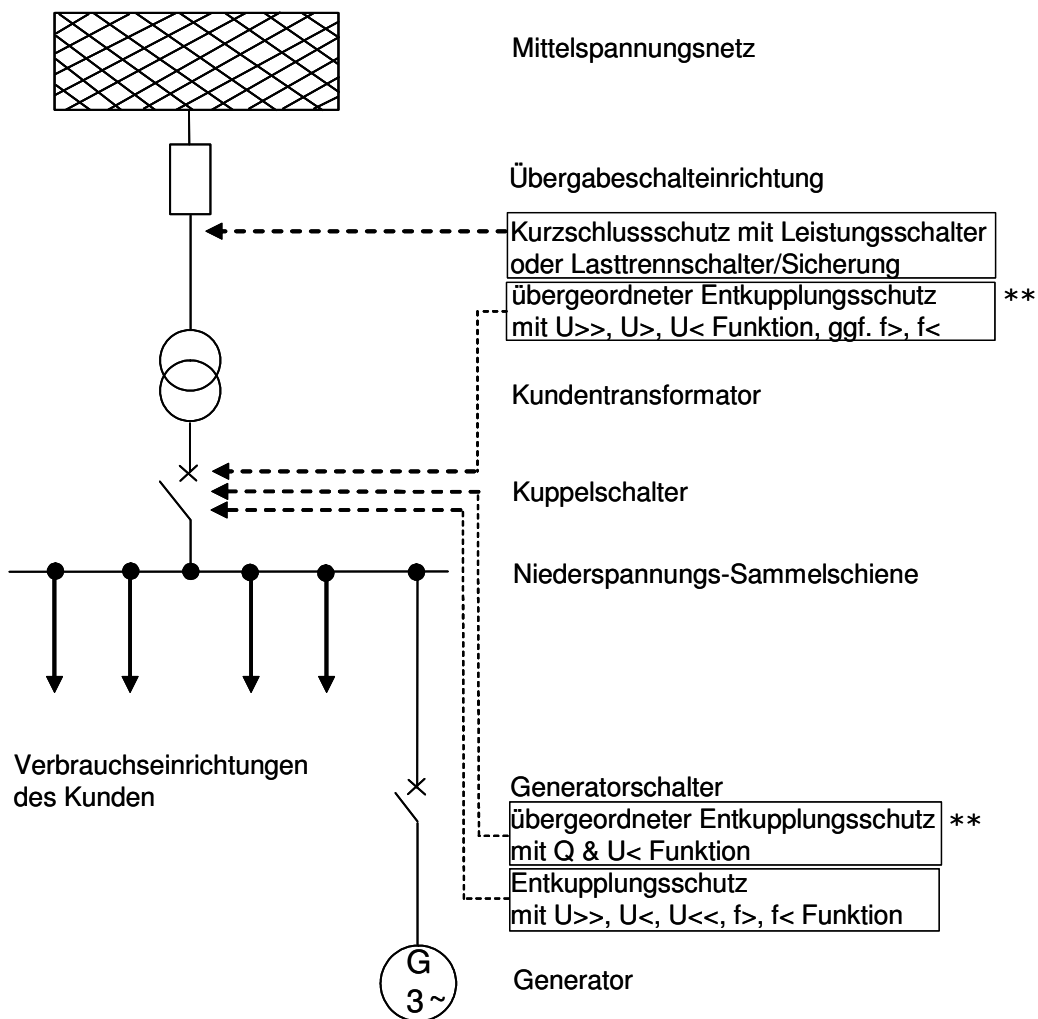 Mittelspannungsnetz
Übergabeschalteinrichtung
Kurzschlussschutz mit Leistungsschalter
oder Lasttrennschalter/Sicherung
übergeordneter Entkupplungsschutz **
mit U>>, U>, U< Funktion, ggf. f>, f<
Kundentransformator
Kuppelschalter
Niederspannungs-Sammelschiene
Verbrauchseinrichtungen
des Kunden
Generatorschalter
übergeordneter Entkupplungsschutz **
mit Q & U< Funktion
Entkupplungsschutz
mit U>>, U<, U<<, f>, f< Funktion
G
3~
Generator